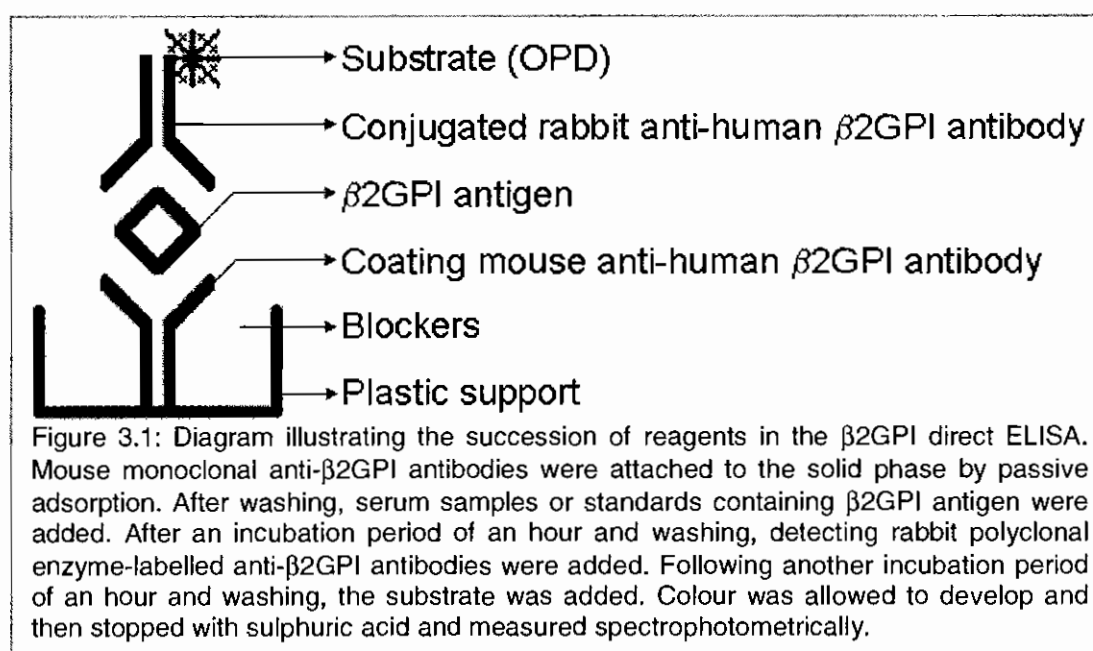 Substrate (OPD)
Conjugated rabbit anti-human β2GPI antibody
β2GPI antigen
Coating mouse anti-human β2GPI antibody
Blockers
Plastic support
Figure 3.1: Diagram illustrating the succession of reagents in the β2GPI direct ELISA.
Mouse monoclonal anti-β2GPI antibodies were attached to the solid phase by passive
adsorption. After washing, serum samples or standards containing β2GPI antigen were
added. After an incubation period of an hour and washing, detecting rabbit polyclonal
enzyme-labelled anti-β2GPI antibodies were added. Following another incubation period
of an hour and washing, the substrate was added. Colour was allowed to develop and
then stopped with sulphuric acid and measured spectrophotometrically.